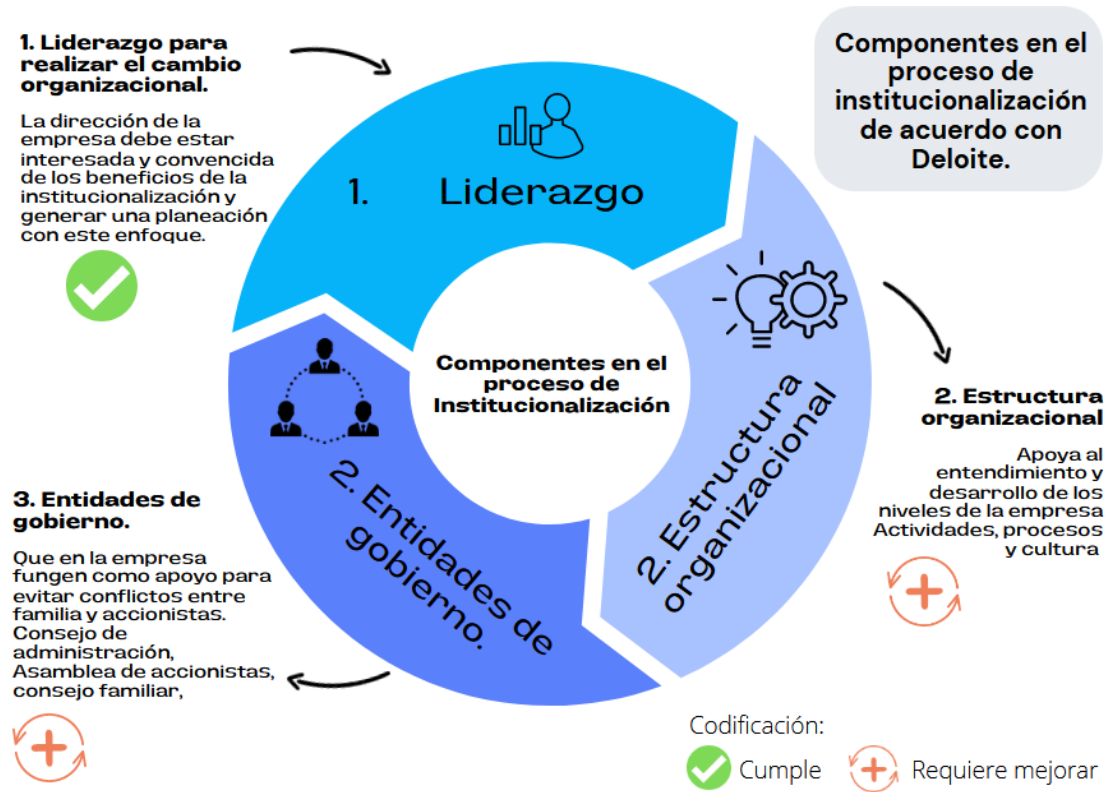 Componentes en el
proceso de
institucionalización
de acuerdo con
Deloite.
1. Liderazgo para
realizar el cambio
organizacional.
La dirección de la
empresa debe estar
interesada y convencida
de los beneficios de la
institucionalización y
generar una planeación
con este enfoque.
1. Liderazgo
Componentes en el
proceso de
Institucionalización
2. Estructura
organizacional
2. Estructura
organizacional
Apoya al
entendimiento y
desarrollo de los
niveles de la empresa
Actividades, procesos
y cultura
2. Entidades de
gobierno.
3. Entidades de
gobierno.
Que en la empresa
fungen como apoyo para
evitar conflictos entre
familia y accionistas.
Consejo de
administración,
Asamblea de accionistas,
consejo familiar,
Codificación:
Cumple
Requiere mejorar